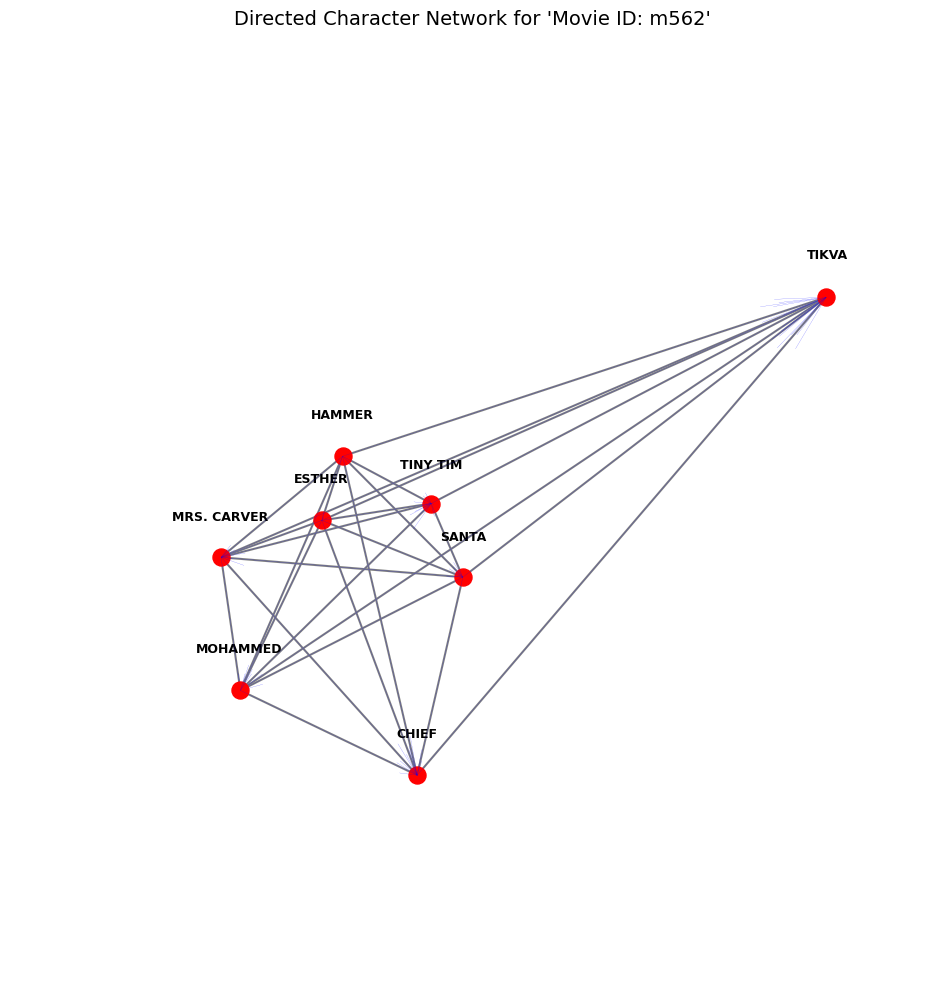 Directed Character Network for 'Movie ID: m562'
TIKVA
HAMMER
TINY TIM
ESTHER
MRS. CARVER
SANTA
MOHAMMED
CHIEF